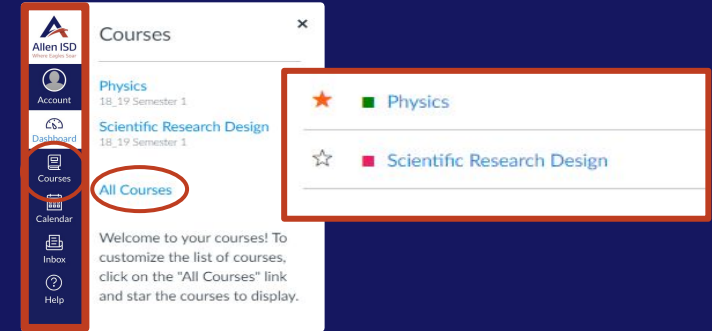 Allen ISD
Where Eagles Soar
Account
Dashboard
Courses
Calendar
Inbox
Help
Courses
×
Physics
18_19 Semester 1
Scientific Research Design
18_19 Semester 1
All Courses
Welcome to your courses! To
customize the list of courses,
click on the "All Courses" link
and star the courses to display.
Physics
Scientific Research Design